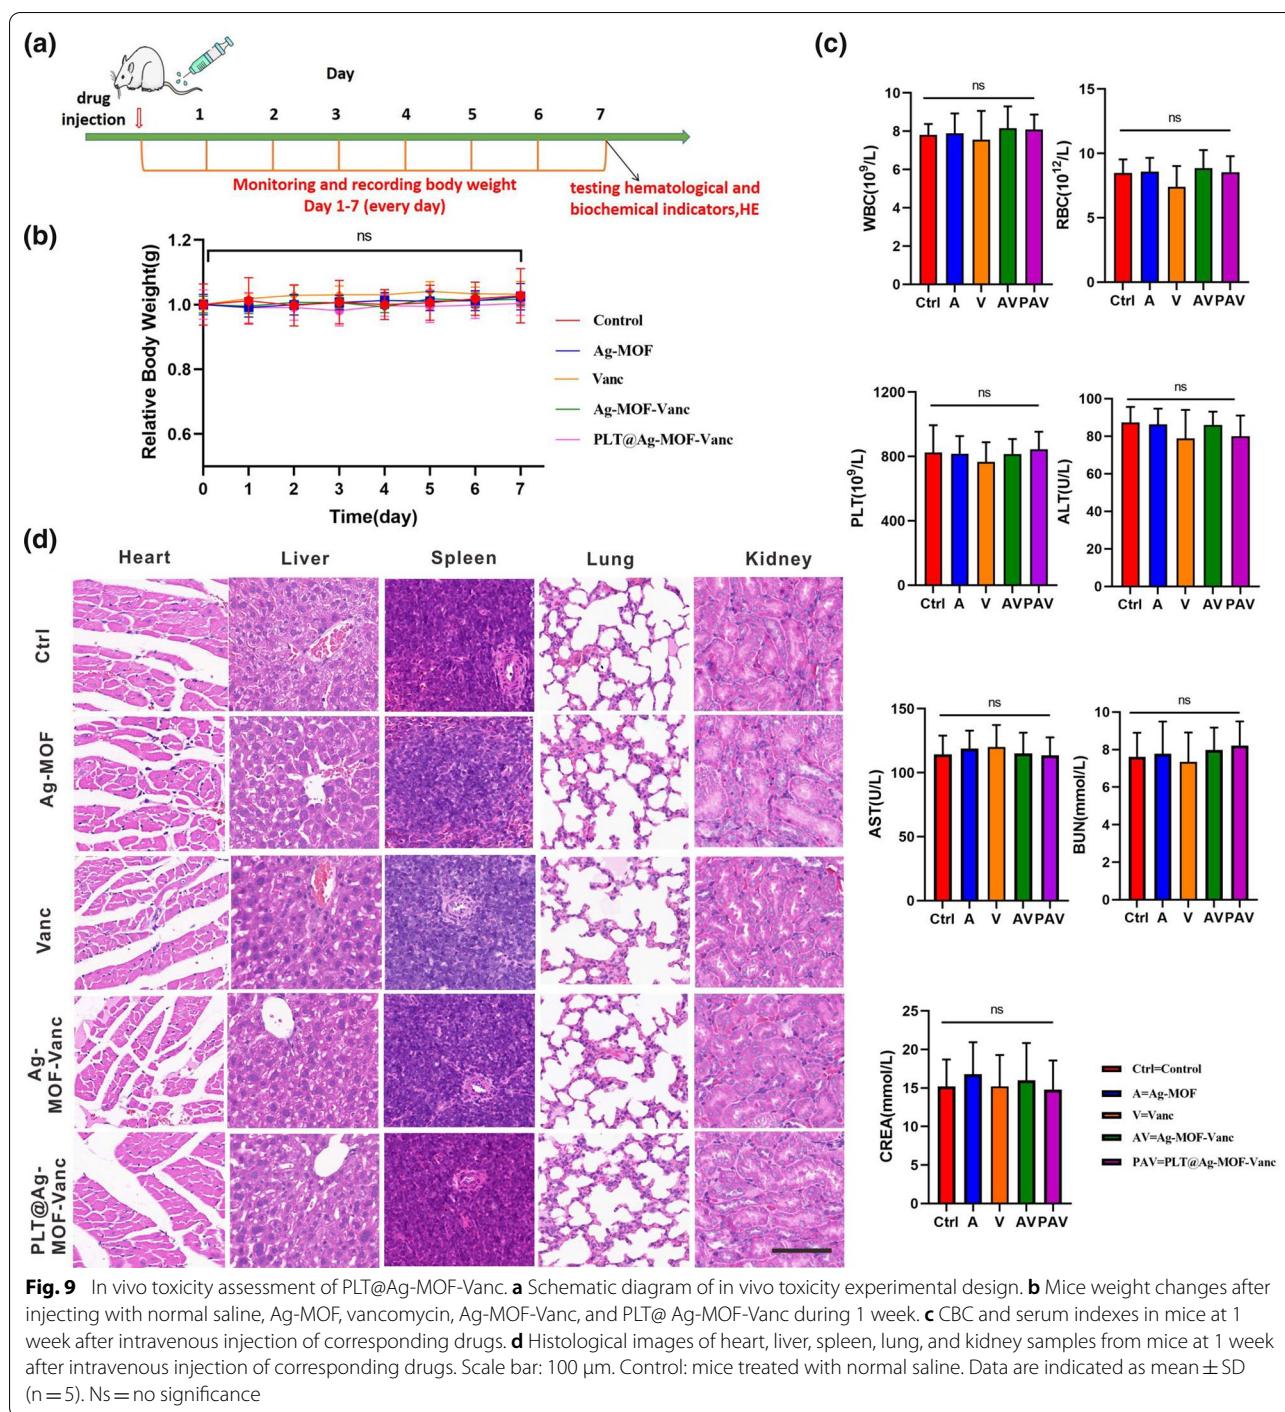 (a)
Day
drug
injection
1 2 3 4 5 6 7
Monitoring and recording body weight
Day 1-7 (every day)
testing hematological and
biochemical indicators,HE
(b)
ns
Relative Body Weight(g)
1.2
1.0
0.8
0.6
0 1 2 3 4 5 6 7
Time(day)
Control
Ag-MOF
Vanc
Ag-MOF-Vanc
PLT@Ag-MOF-Vanc
(c)
ns
WBC(10⁹/L)
10
8
6
4
2
0
Ctrl A V AV PAV
ns
RBC(10¹²/L)
15
10
5
0
Ctrl A V AV PAV
ns
PLT(10⁹/L)
1200
800
400
0
Ctrl A V AV PAV
ns
ALT(U/L)
100
80
60
40
20
0
Ctrl A V AV PAV
ns
AST(U/L)
150
100
50
0
Ctrl A V AV PAV
ns
BUN(mmol/L)
10
8
6
4
2
0
Ctrl A V AV PAV
ns
CREA(mmol/L)
25
20
15
10
5
0
Ctrl A V AV PAV
Ctrl=Control
A=Ag-MOF
V=Vanc
AV=Ag-MOF-Vanc
PAV=PLT@Ag-MOF-Vanc
(d)
Heart Liver Spleen Lung Kidney
Ctrl
Ag-MOF
Vanc
Ag-
MOF-Vanc
PLT@Ag-
MOF-Vanc
Fig. 9 In vivo toxicity assessment of PLT@Ag-MOF-Vanc. a Schematic diagram of in vivo toxicity experimental design. b Mice weight changes after
injecting with normal saline, Ag-MOF, vancomycin, Ag-MOF-Vanc, and PLT@ Ag-MOF-Vanc during 1 week. c CBC and serum indexes in mice at 1
week after intravenous injection of corresponding drugs. d Histological images of heart, liver, spleen, lung, and kidney samples from mice at 1 week
after intravenous injection of corresponding drugs. Scale bar: 100 μm. Control: mice treated with normal saline. Data are indicated as mean ± SD
(n = 5). Ns = no significance